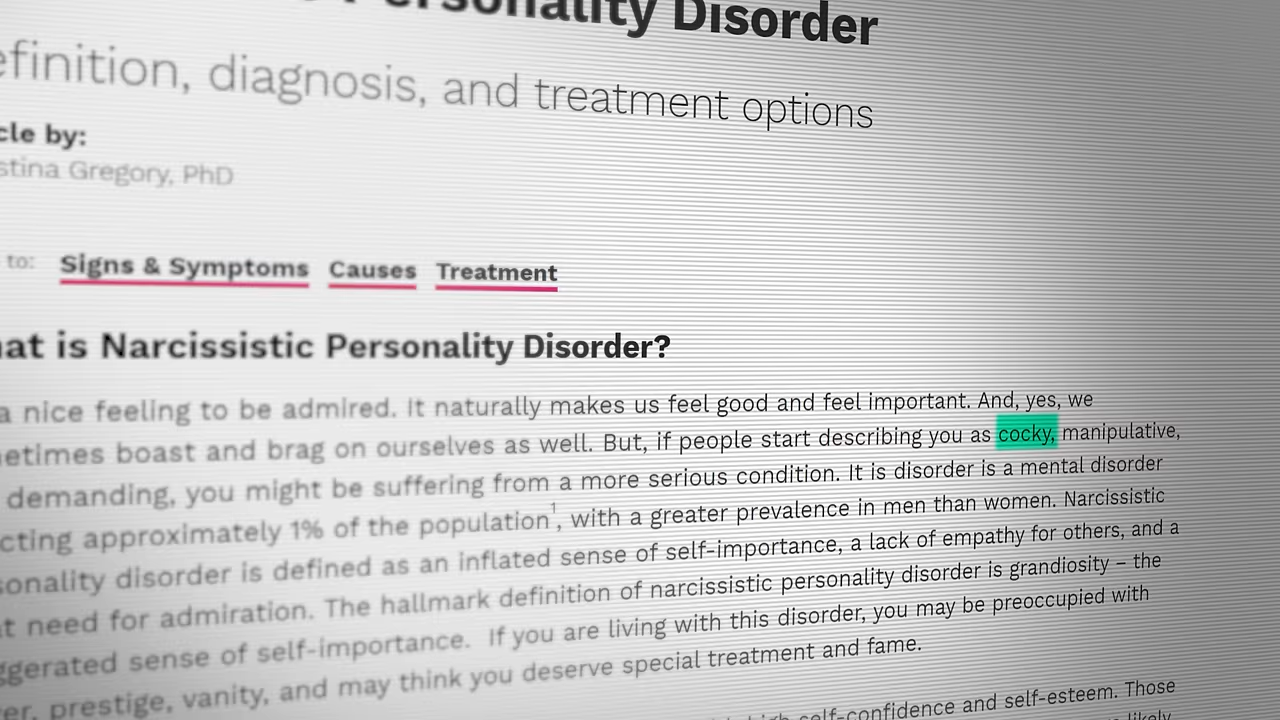 Personality Disorder
efinition, diagnosis, and treatment options
cle by:
stina Gregory, PhD
to: Signs & Symptoms Causes Treatment
at is Narcissistic Personality Disorder?
a nice feeling to be admired. It naturally makes us feel good and feel important. And, yes, we
etimes boast and brag on ourselves as well. But, if people start describing you as cocky, manipulative,
demanding, you might be suffering from a more serious condition. It is disorder is a mental disorder
cting approximately 1% of the population¹, with a greater prevalence in men than women. Narcissistic
sonality disorder is defined as an inflated sense of self-importance, a lack of empathy for others, and a
t need for admiration. The hallmark definition of narcissistic personality disorder is grandiosity – the
ggerated sense of self-importance. If you are living with this disorder, you may be preoccupied with
er, prestige, vanity, and may think you deserve special treatment and fame.
high self-confidence and self-esteem. Those
likely